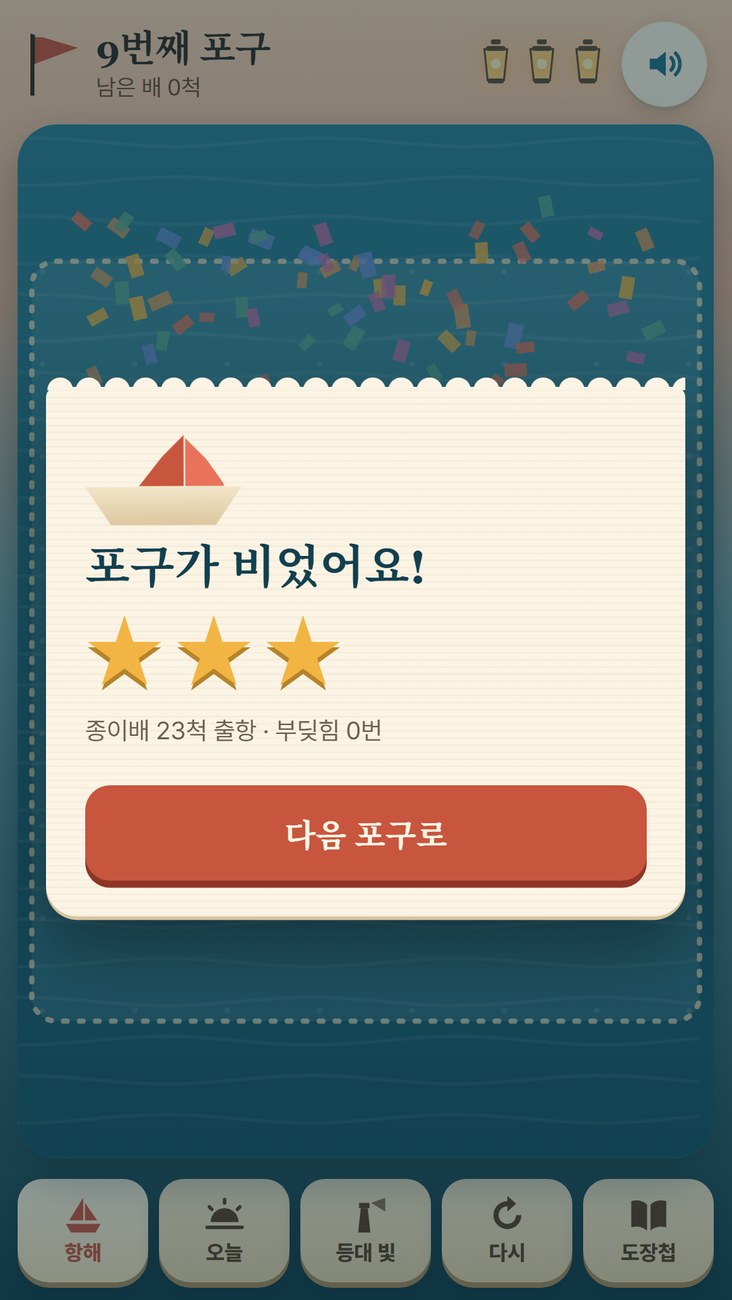 9번째 포구
남은 배 0척
포구가 비었어요!
종이배 23척 출항 · 부딪힘 0번
다음 포구로
항해
오늘
등대 빛
다시
도장첩